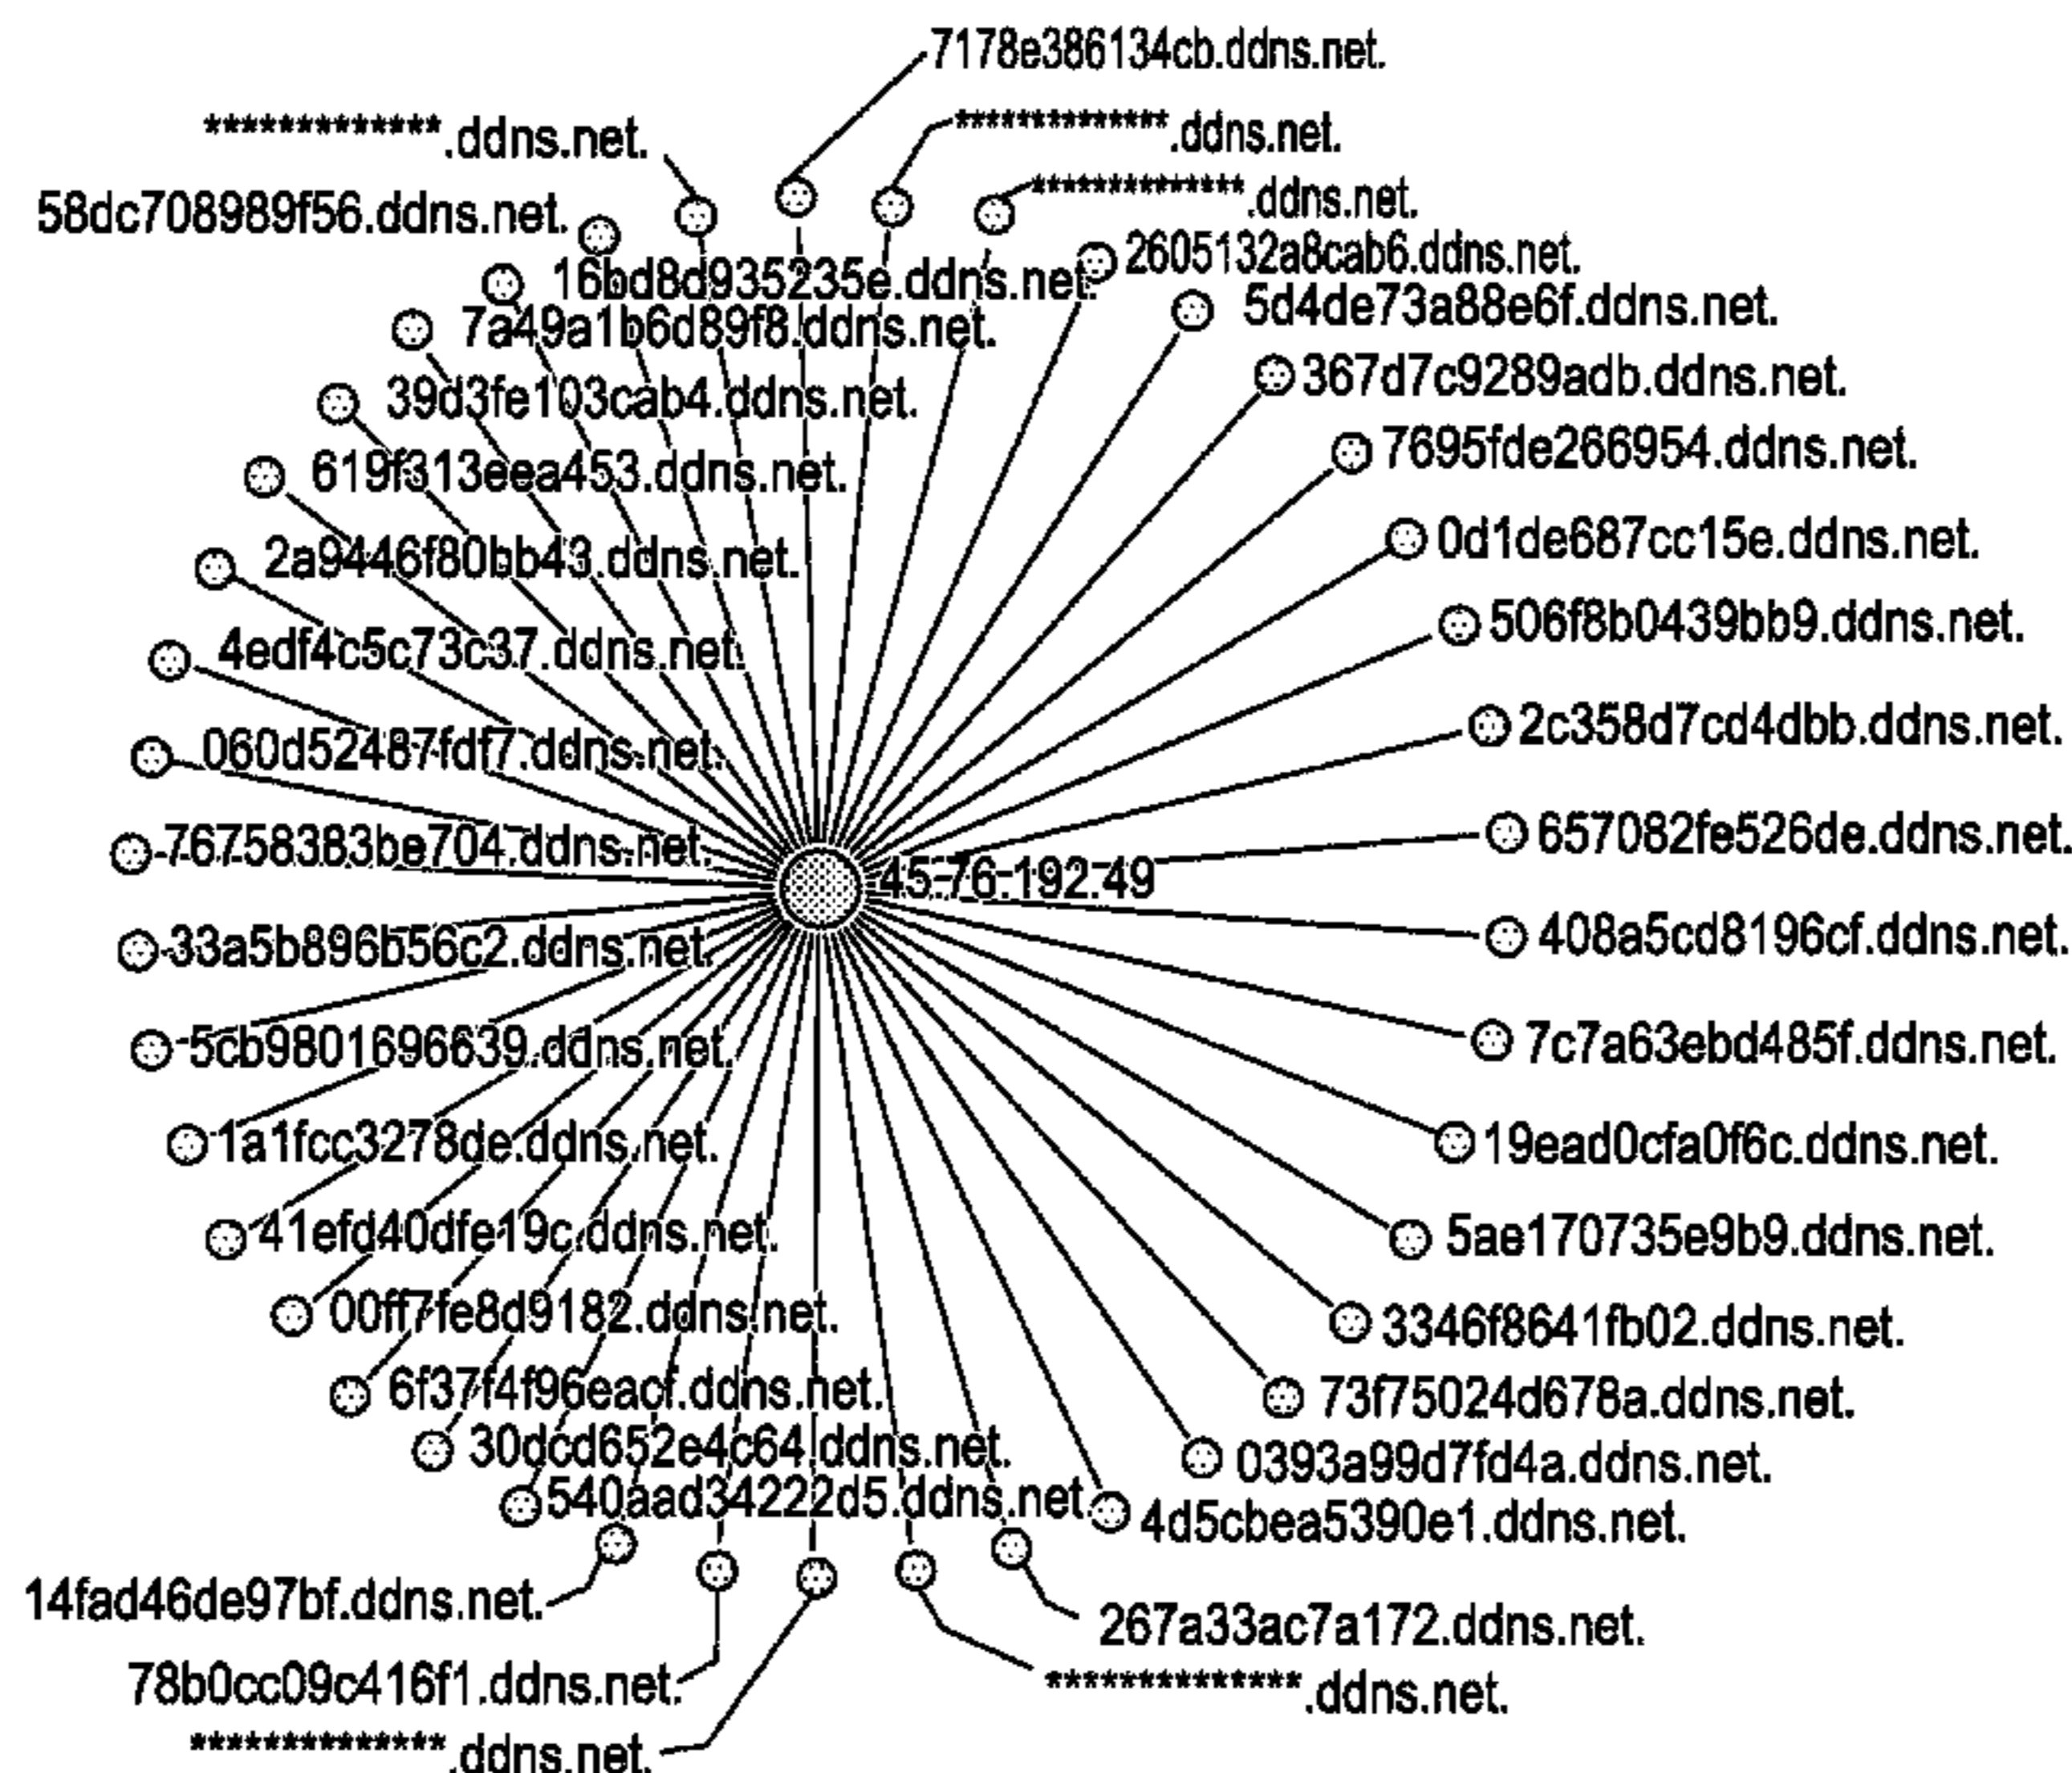 7178e386134cb.ddns.net.
*************.ddns.net.
**************.ddns.net.
**************.ddns.net.
58dc708989f56.ddns.net.
2605132a8cab6.ddns.net.
16bd8d935235e.ddns.net.
5d4de73a88e6f.ddns.net.
7a49a1b6d89f8.ddns.net.
367d7c9289adb.ddns.net.
39d3fe103cab4.ddns.net.
7695fde266954.ddns.net.
619f313eea453.ddns.net.
0d1de687cc15e.ddns.net.
2a9446f80bb43.ddns.net.
506f8b0439bb9.ddns.net.
4edf4c5c73c37.ddns.net.
2c358d7cd4dbb.ddns.net.
060d52487fdf7.ddns.net.
657082fe526de.ddns.net.
76758383be704.ddns.net.
45.76.192.49
408a5cd8196cf.ddns.net.
33a5b896b56c2.ddns.net.
7c7a63ebd485f.ddns.net.
5cb9801696639.ddns.net.
19ead0cfa0f6c.ddns.net.
1a1fcc3278de.ddns.net.
5ae170735e9b9.ddns.net.
41efd40dfe19c.ddns.net.
3346f8641fb02.ddns.net.
00ff7fe8d9182.ddns.net.
73f75024d678a.ddns.net.
6f37f4f96eacf.ddns.net.
0393a99d7fd4a.ddns.net.
30dcd652e4c64.ddns.net.
540aad34222d5.ddns.net.
4d5cbea5390e1.ddns.net.
14fad46de97bf.ddns.net.
267a33ac7a172.ddns.net.
78b0cc09c416f1.ddns.net.
**************.ddns.net.
**************.ddns.net.